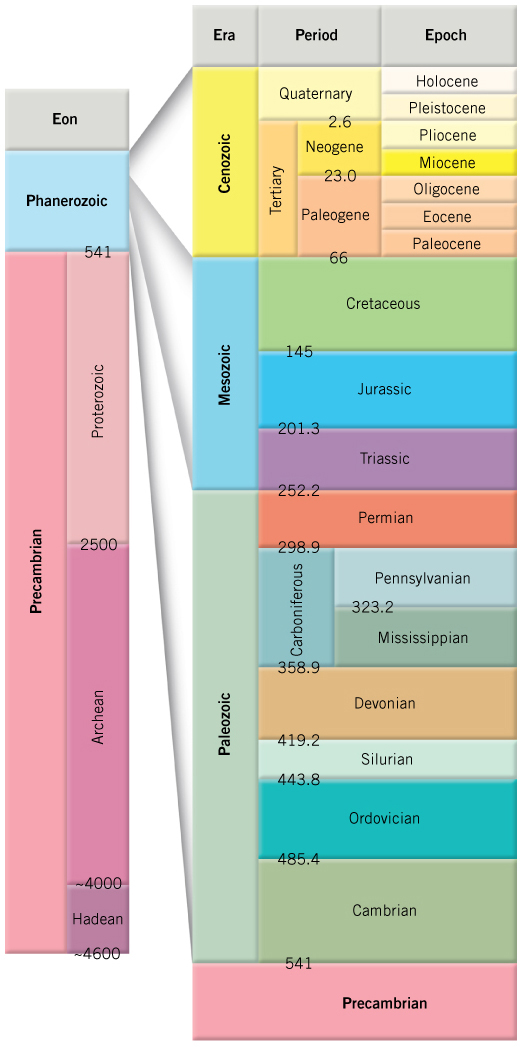 Eon
Phanerozoic
541
Precambrian
Proterozoic
2500
Archean
~4000
Hadean
~4600
Era
Period
Epoch
Cenozoic
Quaternary
Holocene
Pleistocene
2.6
Tertiary
Neogene
Pliocene
Miocene
23.0
Paleogene
Oligocene
Eocene
Paleocene
66
Mesozoic
Cretaceous
145
Jurassic
201.3
Triassic
252.2
Paleozoic
Permian
298.9
Carboniferous
Pennsylvanian
323.2
Mississippian
358.9
Devonian
419.2
Silurian
443.8
Ordovician
485.4
Cambrian
541
Precambrian